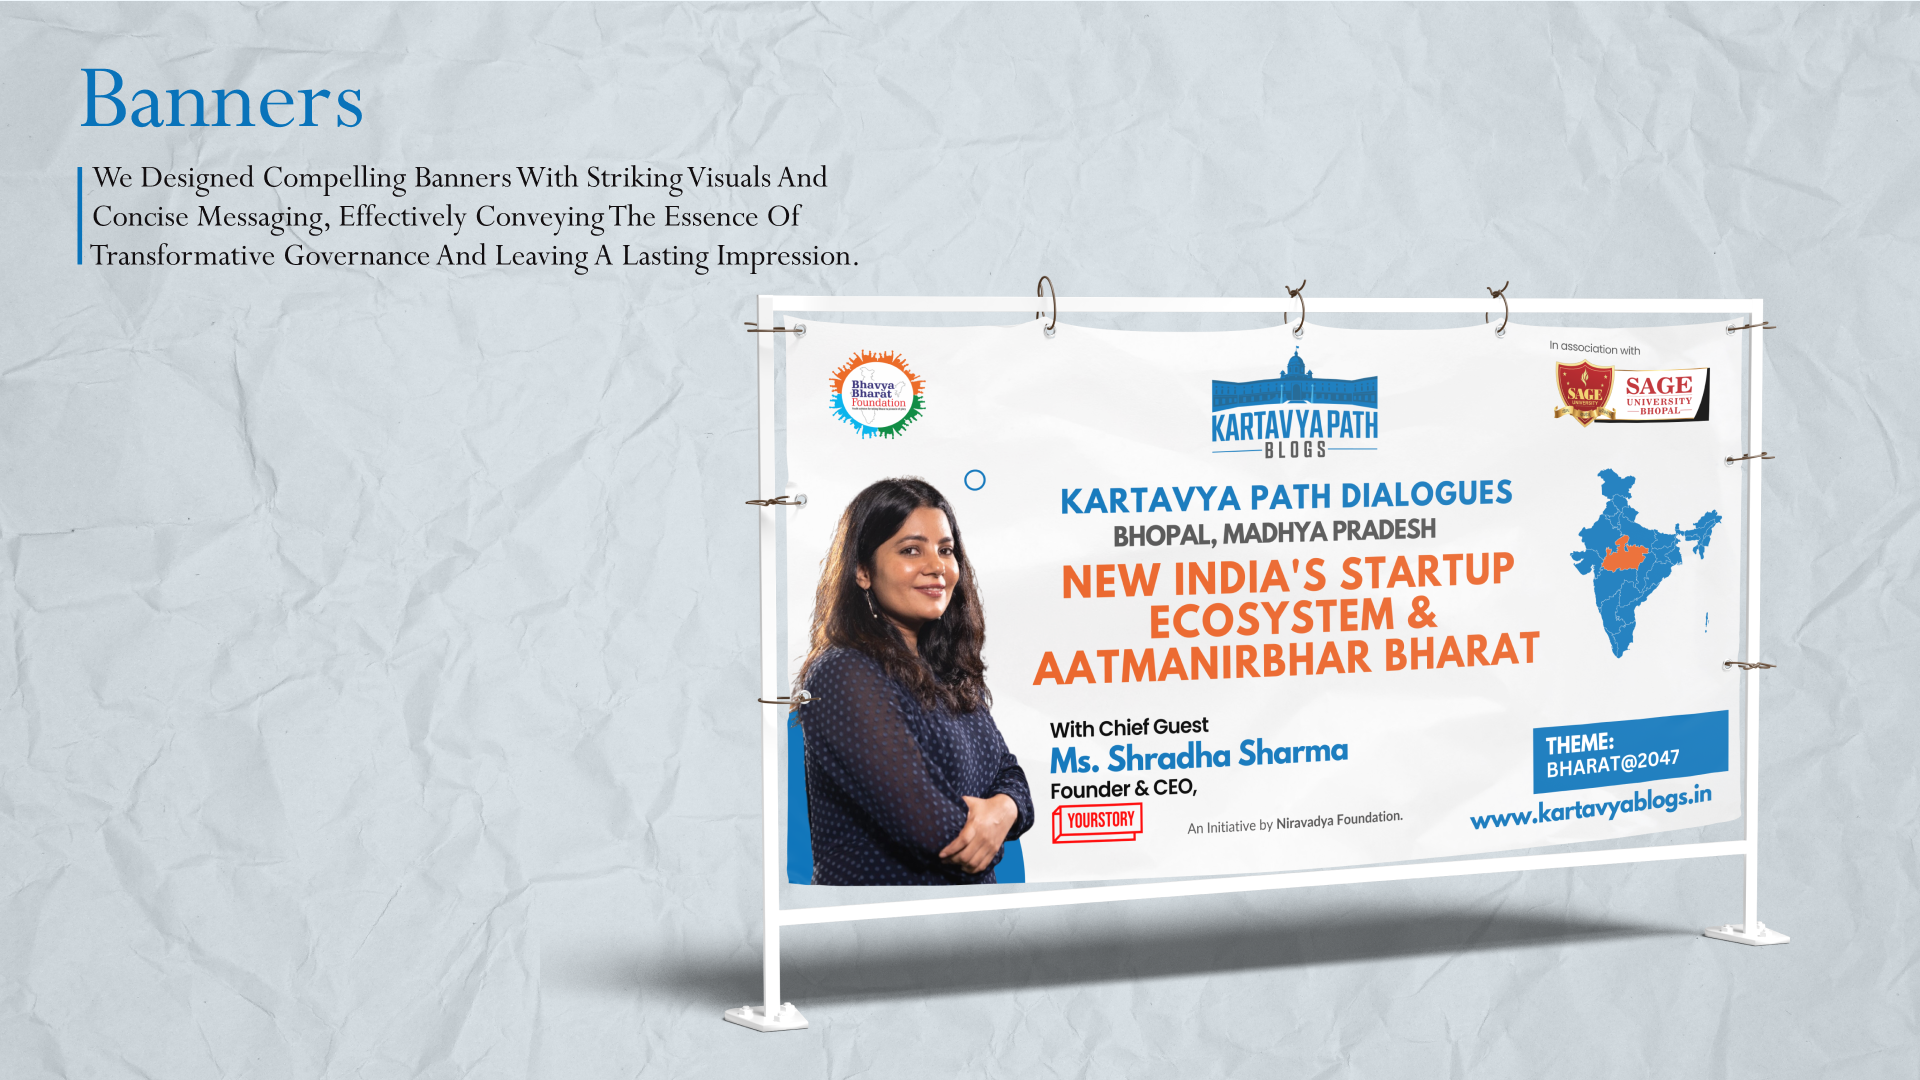 Banners
We Designed Compelling Banners With Striking Visuals And
Concise Messaging, Effectively Conveying The Essence Of
Transformative Governance And Leaving A Lasting Impression.
Bhavya
Bharat
Foundation
KARTAVYA PATH
BLOGS
In association with
SAGE
UNIVERSITY
SAGE
UNIVERSITY
BHOPAL
KARTAVYA PATH DIALOGUES
BHOPAL, MADHYA PRADESH
NEW INDIA'S STARTUP
ECOSYSTEM &
AATMANIRBHAR BHARAT
With Chief Guest
Ms. Shradha Sharma
Founder & CEO,
YOURSTORY
An Initiative by Niravadya Foundation.
THEME:
BHARAT@2047
www.kartavyablogs.in